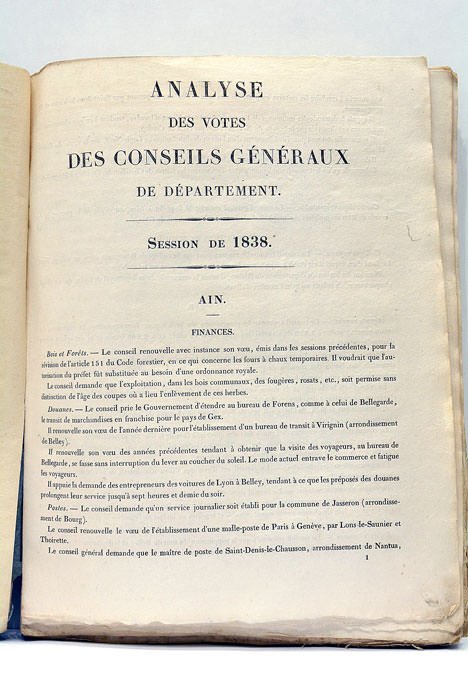 ANALYSE
DES VOTES
DES CONSEILS GÉNÉRAUX
DE DÉPARTEMENT.
SESSION DE 1838.
AIN.
FINANCES.
Bois et Forêts. — Le conseil renouvelle avec instance son vœu, émis dans les sessions précédentes, pour la
révision de l'article 151 du Code forestier, en ce qui concerne les fours à chaux temporaires. Il voudrait que l'au-
torisation du préfet fût substituée au besoin d'une ordonnance royale.
Le conseil demande que l'exploitation, dans les bois communaux, des fougères, rosats, etc., soit permise sans
distinction de l'âge des coupes où a lieu l'enlèvement de ces herbes.
Douanes. — Le conseil prie le Gouvernement d'étendre au bureau de Forens, comme à celui de Bellegarde,
le transit de marchandises en franchise pour le pays de Gex.
Il renouvelle son vœu de l'année dernière pour l'établissement d'un bureau de transit à Virignin (arrondissement
de Belley).
Il renouvelle son vœu des années précédentes tendant à obtenir que la visite des voyageurs, au bureau de
Bellegarde, se fasse sans interruption du lever au coucher du soleil. Le mode actuel entrave le commerce et fatigue
les voyageurs.
Il appuie la demande des entrepreneurs des voitures de Lyon à Belley, tendant à ce que les préposés des douanes
prolongent leur service jusqu'à sept heures et demie du soir.
Postes. — Le conseil demande qu'un service journalier soit établi pour la commune de Jasseron (arrondisse-
ment de Bourg).
Le conseil renouvelle le vœu de l'établissement d'une malle-poste de Paris à Genève, par Lons-le-Saunier et
Thoirette.
Le conseil général demande que le maître de poste de Saint-Denis-le-Chausson, arrondissement de Nantua,
1